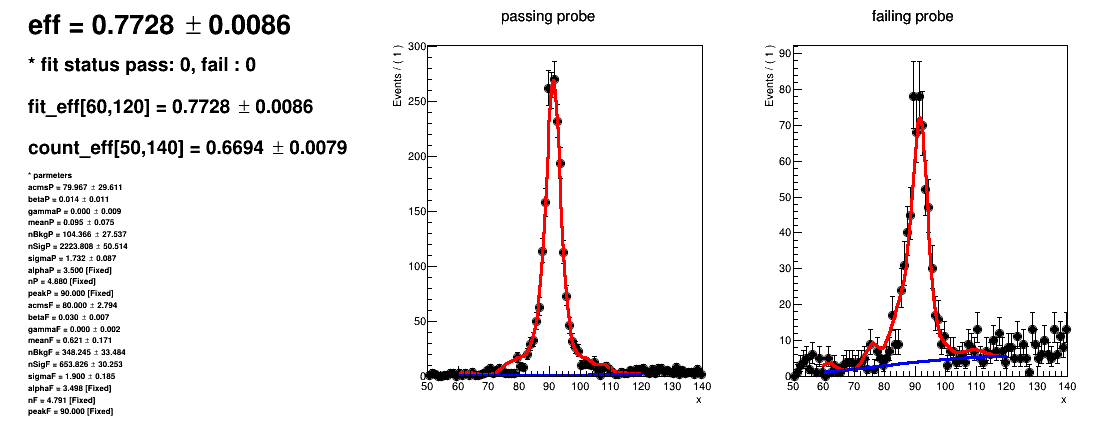 eff = 0.7728 ± 0.0086
* fit status pass: 0, fail : 0
fit_eff[60,120] = 0.7728 ± 0.0086
count_eff[50,140] = 0.6694 ± 0.0079
* parmeters
acmsP = 79.967 ± 29.611
betaP = 0.014 ± 0.011
gammaP = 0.000 ± 0.009
meanP = 0.095 ± 0.075
nBkgP = 104.366 ± 27.537
nSigP = 2223.808 ± 50.514
sigmaP = 1.732 ± 0.087
alphaP = 3.500 [Fixed]
nP = 4.880 [Fixed]
peakP = 90.000 [Fixed]
acmsF = 80.000 ± 2.794
betaF = 0.030 ± 0.007
gammaF = 0.000 ± 0.002
meanF = 0.621 ± 0.171
nBkgF = 348.245 ± 33.484
nSigF = 653.826 ± 30.253
sigmaF = 1.900 ± 0.185
alphaF = 3.498 [Fixed]
nF = 4.791 [Fixed]
peakF = 90.000 [Fixed]
passing probe
Events / ( 1 )
300
250
200
150
100
50
0
50 60 70 80 90 100 110 120 130 140
x
failing probe
Events / ( 1 )
90
80
70
60
50
40
30
20
10
0
50 60 70 80 90 100 110 120 130 140
x